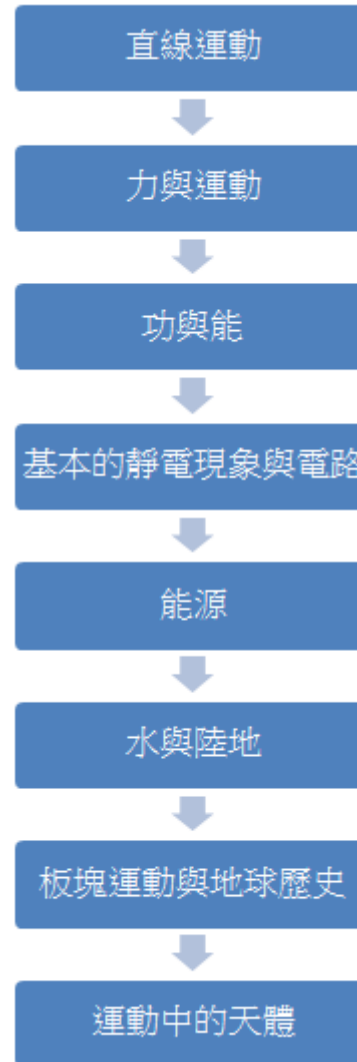 直線運動
力與運動
功與能
基本的靜電現象與電路
能源
水與陸地
板塊運動與地球歷史
運動中的天體